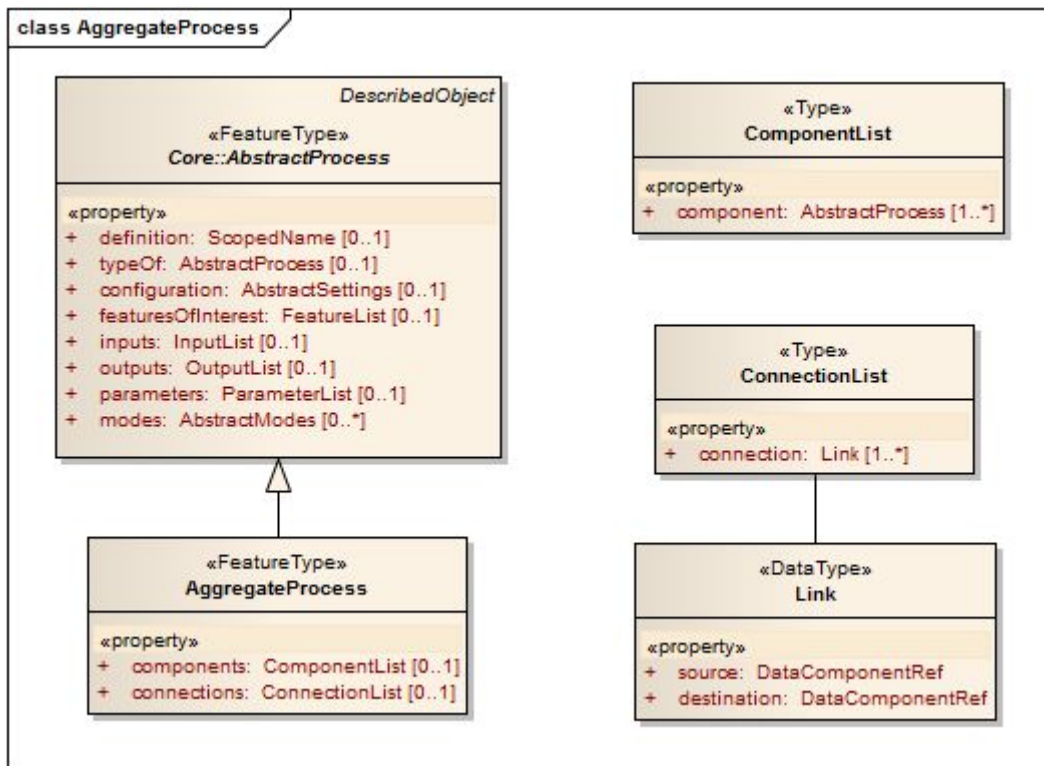 class AggregateProcess
DescribedObject
«FeatureType»
Core::AbstractProcess
«property»
+ definition: ScopedName [0..1]
+ typeOf: AbstractProcess [0..1]
+ configuration: AbstractSettings [0..1]
+ featuresOfInterest: FeatureList [0..1]
+ inputs: InputList [0..1]
+ outputs: OutputList [0..1]
+ parameters: ParameterList [0..1]
+ modes: AbstractModes [0..*]
«FeatureType»
AggregateProcess
«property»
+ components: ComponentList [0..1]
+ connections: ConnectionList [0..1]
«Type»
ComponentList
«property»
+ component: AbstractProcess [1..*]
«Type»
ConnectionList
«property»
+ connection: Link [1..*]
«DataType»
Link
«property»
+ source: DataComponentRef
+ destination: DataComponentRef